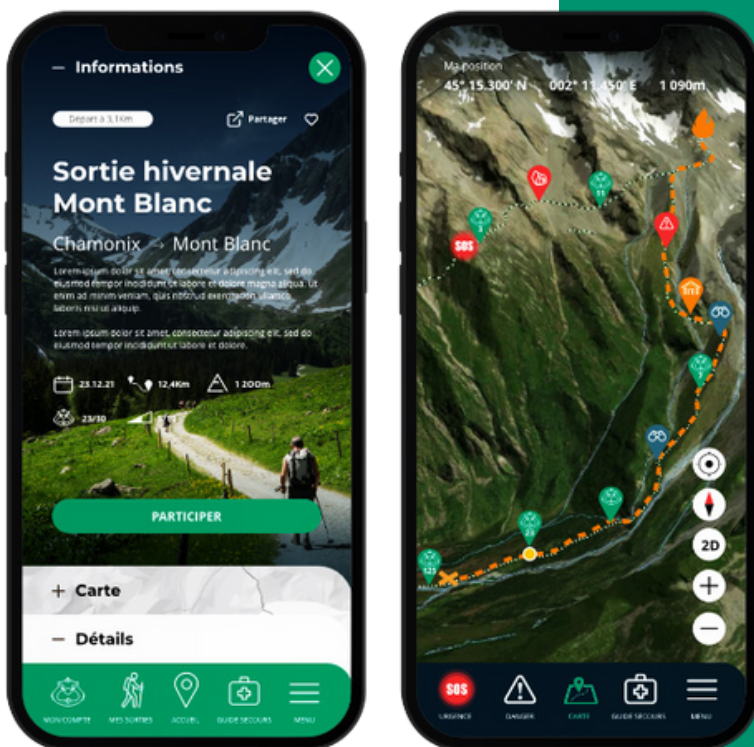 — Informations
Départ à 3,1Km
Partager
Sortie hivernale
Mont Blanc
Chamonix → Mont Blanc
Lorem ipsum dolor sit amet, consectetur adipiscing elit, sed do
eiusmod tempor incididunt ut labore et dolore magna aliqua, ut
enim ad minim veniam, quis nostrud exercitation ullamco
laboris nisi ut aliquip.
Lorem ipsum dolor sit amet, consectetur adipiscing elit, sed do
eiusmod tempor incididunt ut labore et dolore.
23.12.21
12,4Km
1 200m
23/30
PARTICIPER
+ Carte
— Détails
MON COMPTE
MES SORTIES
ACCUEIL
GUIDE SECOURS
MENU
Ma position
45° 15.300' N 002° 11.450' E 1 090m
11
3
SOS
7
23
123
2D
SOS
URGENCE
DANGER
CARTE
GUIDE SECOURS
MENU